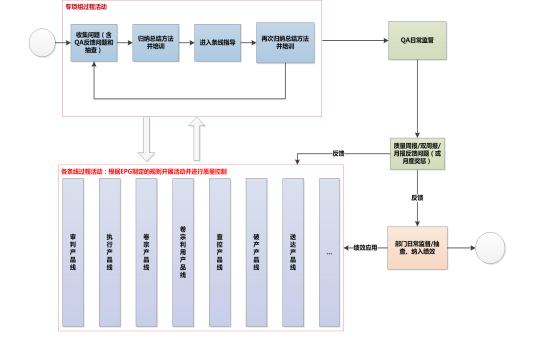 专项组过程活动
收集问题（含
QA反馈问题和
抽查）
归纳总结方法
并培训
进入条线指导
再次归纳总结方法
并培训
QA日常监管
质量周报/双周报/
月报反馈问题（或
月度奖惩）
反馈
反馈
各条线过程活动：根据EPG制定的规则开展活动并进行质量控制
审判产品线
执行产品线
卷宗产品线
卷宗利用产品线
查控产品线
破产产品线
送达产品线
...
绩效应用
部门日常监督/抽
查、纳入绩效